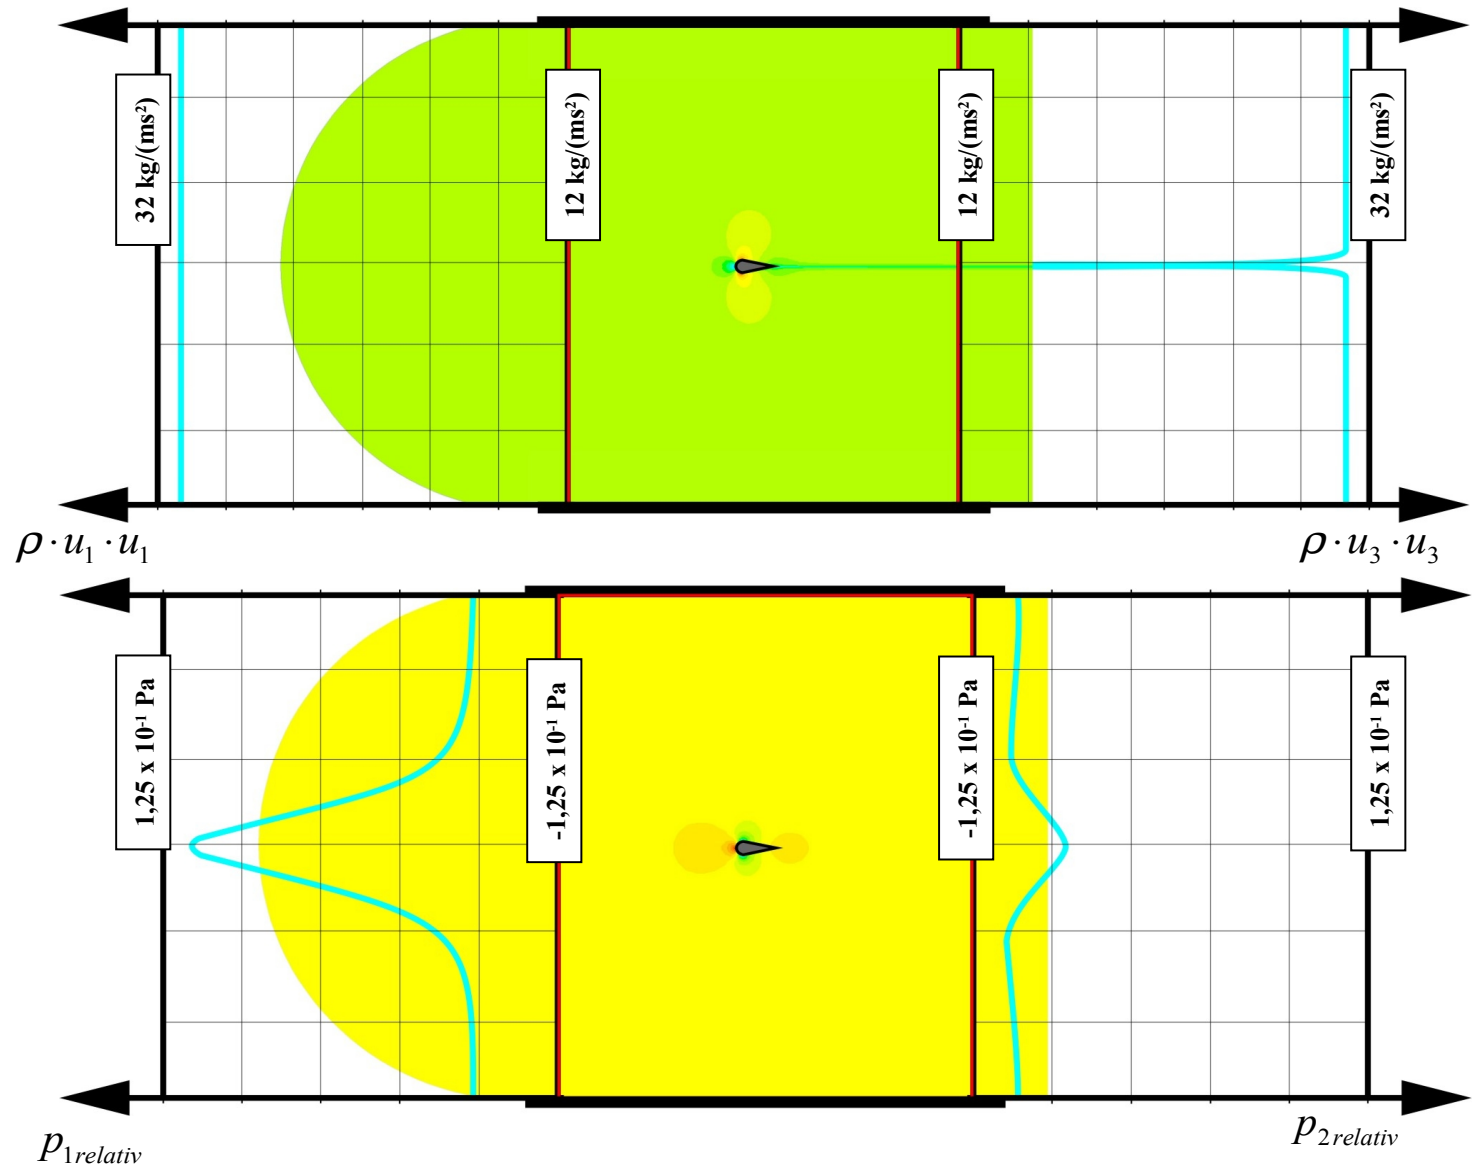 32 kg/(ms²)
12 kg/(ms²)
12 kg/(ms²)
32 kg/(ms²)
ρ · u₁ · u₁
ρ · u₃ · u₃
1,25 x 10⁻¹ Pa
-1,25 x 10⁻¹ Pa
-1,25 x 10⁻¹ Pa
1,25 x 10⁻¹ Pa
p₁relativ
p₂relativ